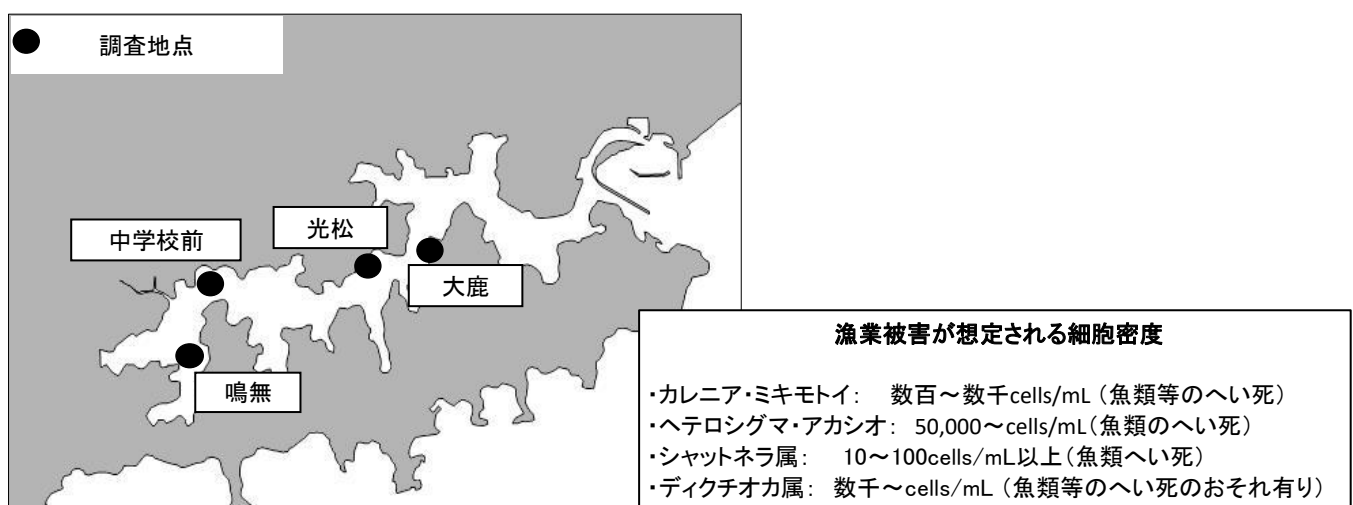 調査地点
中学校前
光松
大鹿
鳴無
漁業被害が想定される細胞密度
・カレニア・ミキモトイ： 数百～数千cells/mL（魚類等のへい死）
・ヘテロシグマ・アカシオ： 50,000～cells/mL（魚類のへい死）
・シャットネラ属： 10～100cells/mL以上（魚類へい死）
・ディクチオカ属： 数千～cells/mL（魚類等のへい死のおそれ有り）